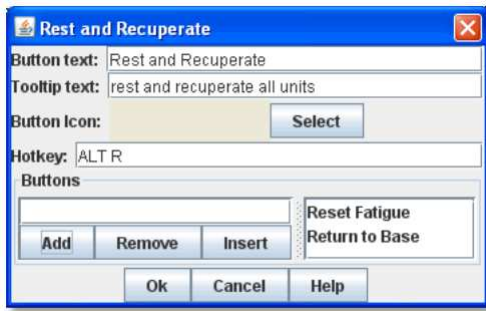 Rest and Recuperate
Button text: Rest and Recuperate
Tooltip text: rest and recuperate all units
Button Icon: Select
Hotkey: ALT R
Buttons
Reset Fatigue
Return to Base
Add Remove Insert
Ok Cancel Help